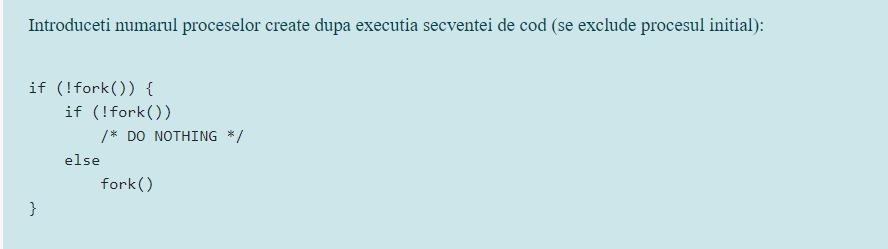 Introduceti numarul proceselor create dupa executia secventei de cod (se exclude procesul initial):
if (!fork()) {
    if (!fork())
        /* DO NOTHING */
    else
        fork()
}